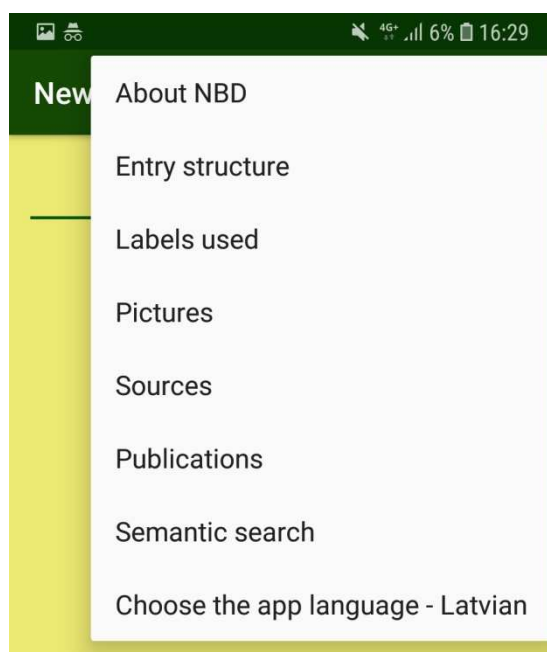 4G+ 6% 16:29
New
About NBD
Entry structure
Labels used
Pictures
Sources
Publications
Semantic search
Choose the app language - Latvian